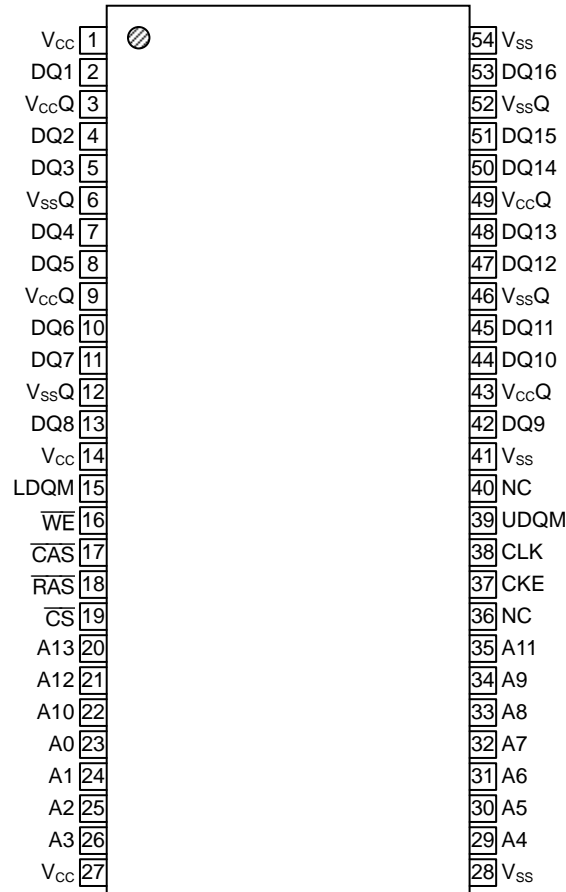 VCC 1 54 VSS
DQ1 2 53 DQ16
VCCQ 3 52 VSSQ
DQ2 4 51 DQ15
DQ3 5 50 DQ14
VSSQ 6 49 VCCQ
DQ4 7 48 DQ13
DQ5 8 47 DQ12
VCCQ 9 46 VSSQ
DQ6 10 45 DQ11
DQ7 11 44 DQ10
VSSQ 12 43 VCCQ
DQ8 13 42 DQ9
VCC 14 41 VSS
LDQM 15 40 NC
WE 16 39 UDQM
CAS 17 38 CLK
RAS 18 37 CKE
CS 19 36 NC
A13 20 35 A11
A12 21 34 A9
A10 22 33 A8
A0 23 32 A7
A1 24 31 A6
A2 25 30 A5
A3 26 29 A4
VCC 27 28 VSS